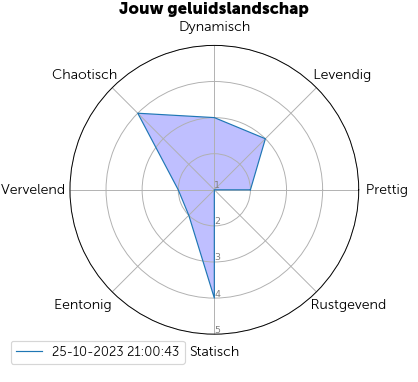 Jouw geluidslandschap
Dynamisch
Chaotisch
Levendig
Vervelend
1
Prettig
2
3
Eentonig
4
Rustgevend
5
25-10-2023 21:00:43
Statisch